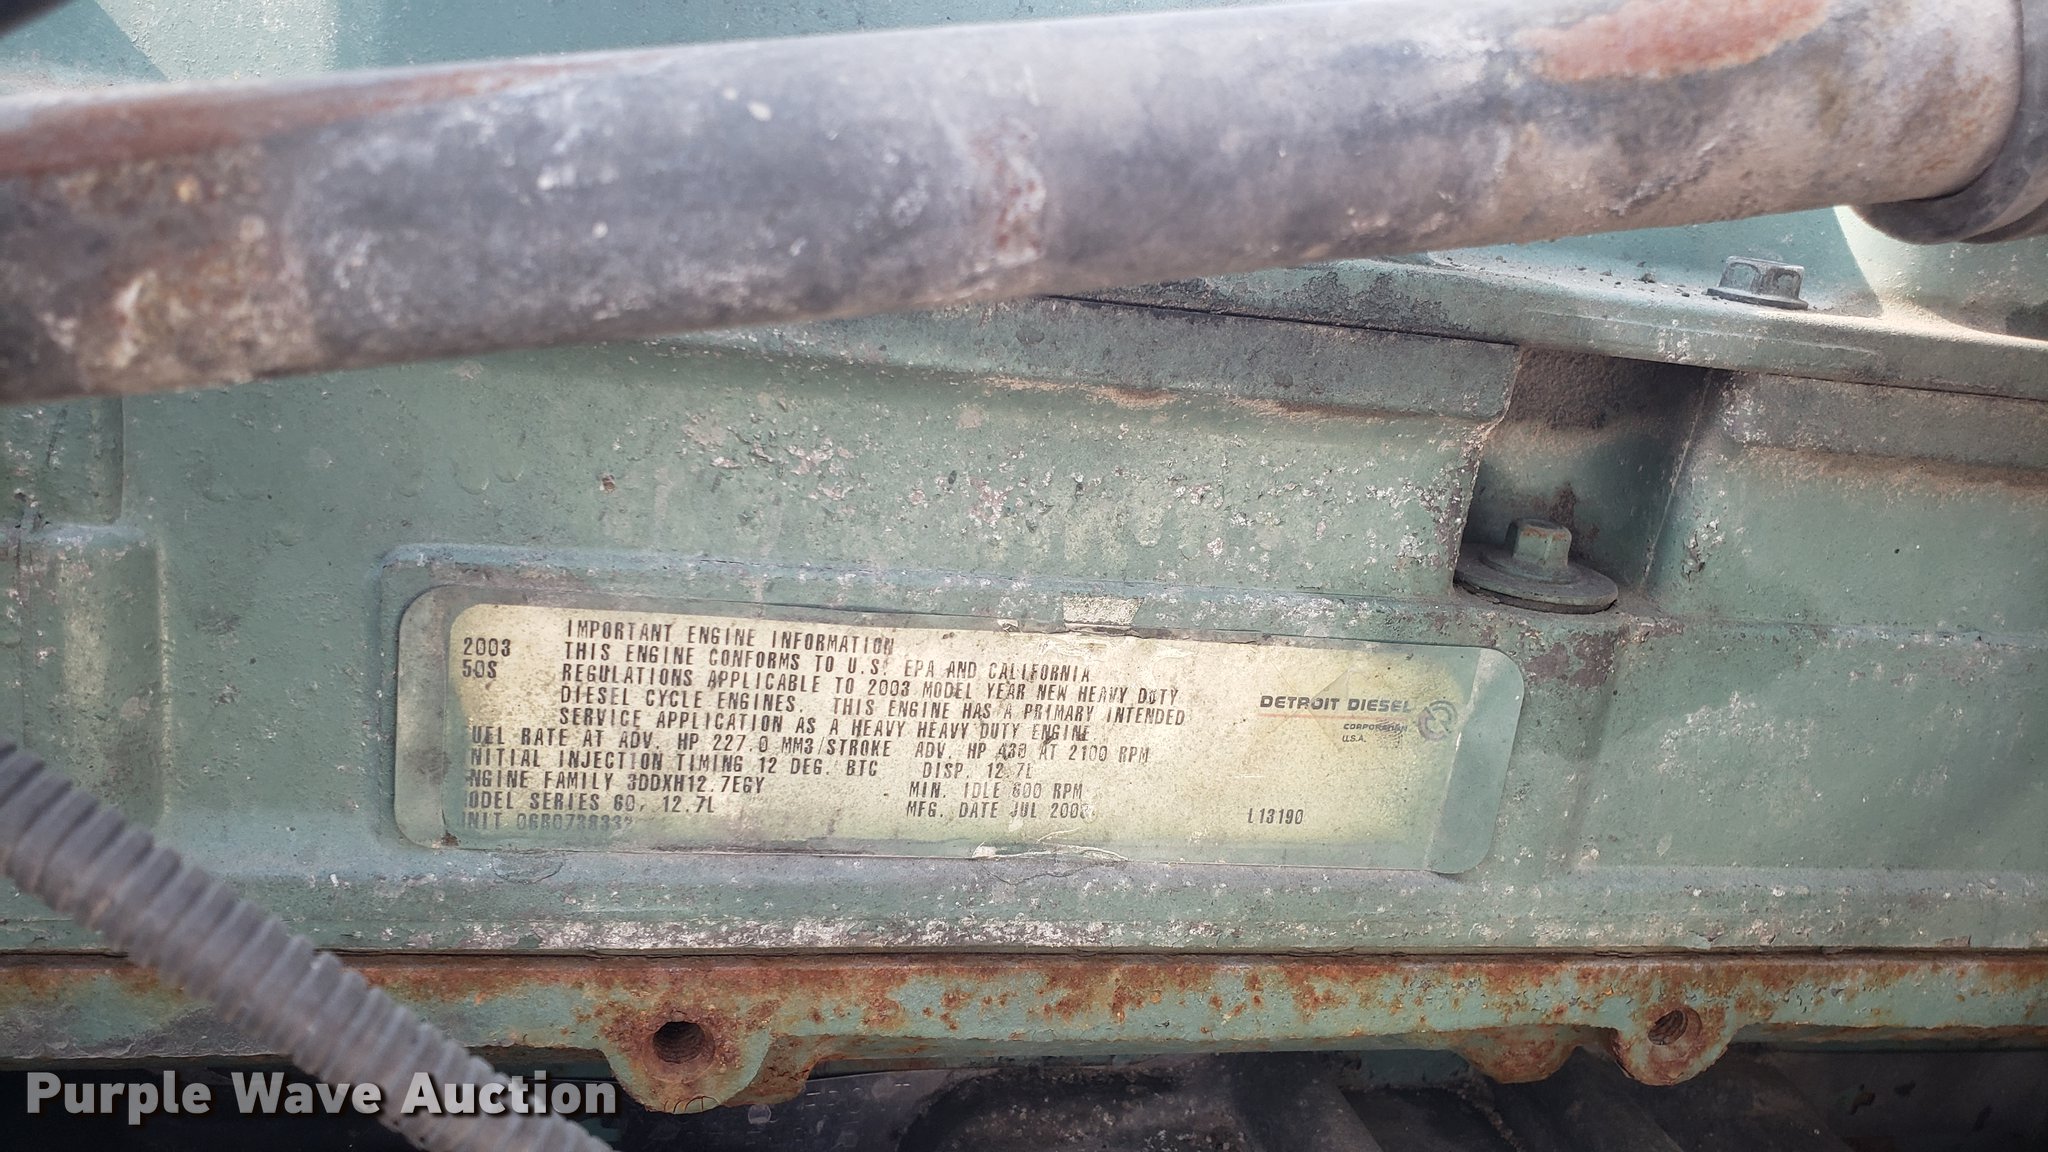 IMPORTANT ENGINE INFORMATION
2003 THIS ENGINE CONFORMS TO U.S. EPA AND CALIFORNIA
50S REGULATIONS APPLICABLE TO 2003 MODEL YEAR NEW HEAVY DUTY
DIESEL CYCLE ENGINES. THIS ENGINE HAS A PRIMARY INTENDED
SERVICE APPLICATION AS A HEAVY HEAVY DUTY ENGINE.
UEL RATE AT ADV. HP 227.0 MM3/STROKE ADV. HP AT 2100 RPM
NITIAL INJECTION TIMING 12 DEG. BTC DISP. 12.7L
NGINE FAMILY 3DDXH12.7EGY MIN. IDLE 600 RPM
ODEL SERIES 60, 12.7L MFG. DATE JUL
UNIT
DETROIT DIESEL
CORPORATION
U.S.A.
L13190
Purple Wave Auction